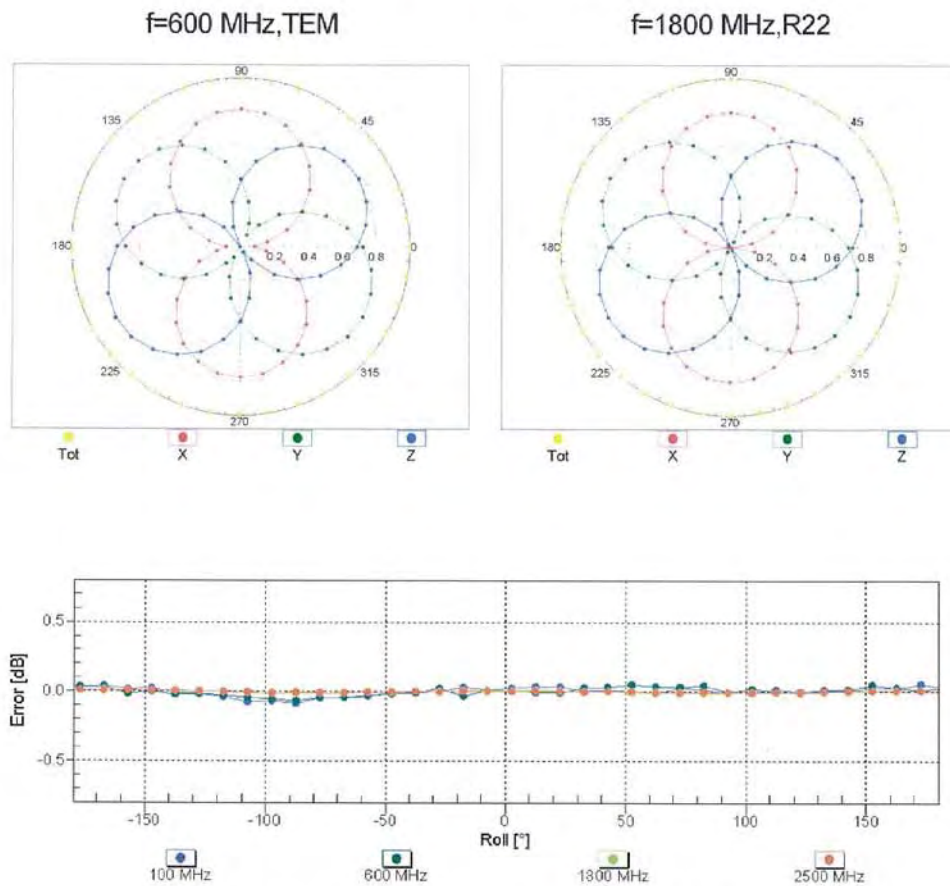 f=600 MHz,TEM
f=1800 MHz,R22
90
135
45
180
0.2 0.4 0.6 0.8
0
225
315
270
Tot
X
Y
Z
90
135
45
180
0.2 0.4 0.6 0.8
0
225
315
270
Tot
X
Y
Z
Error [dB]
0.5
0.0
-0.5
-150 -100 -50 0 50 100 150
Roll [°]
100 MHz
600 MHz
1800 MHz
2500 MHz